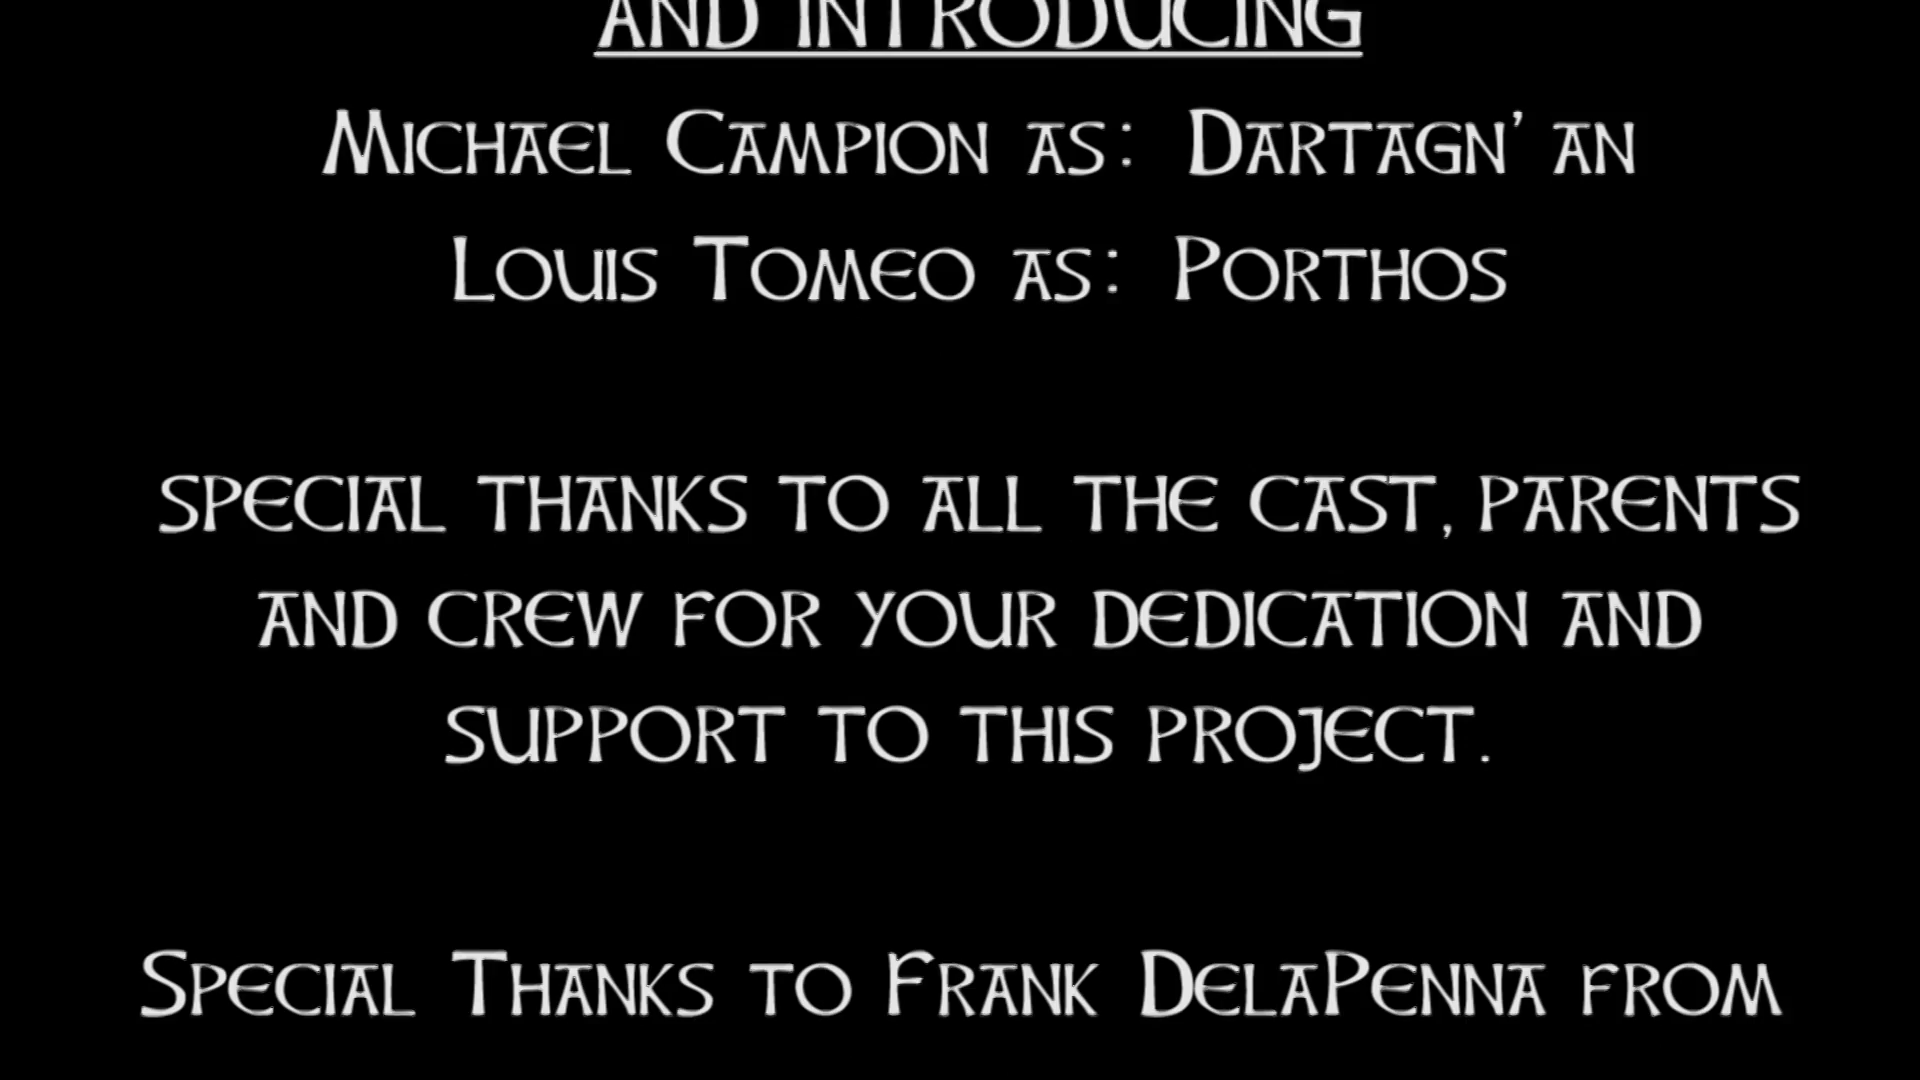 AND INTRODUCING
Michael Campion as: Dartagn' an
Louis Tomeo as: Porthos
SPECIAL THANKS TO ALL THE CAST, PARENTS
AND CREW FOR YOUR DEDICATION AND
SUPPORT TO THIS PROJECT.
Special Thanks to Frank DelaPenna from